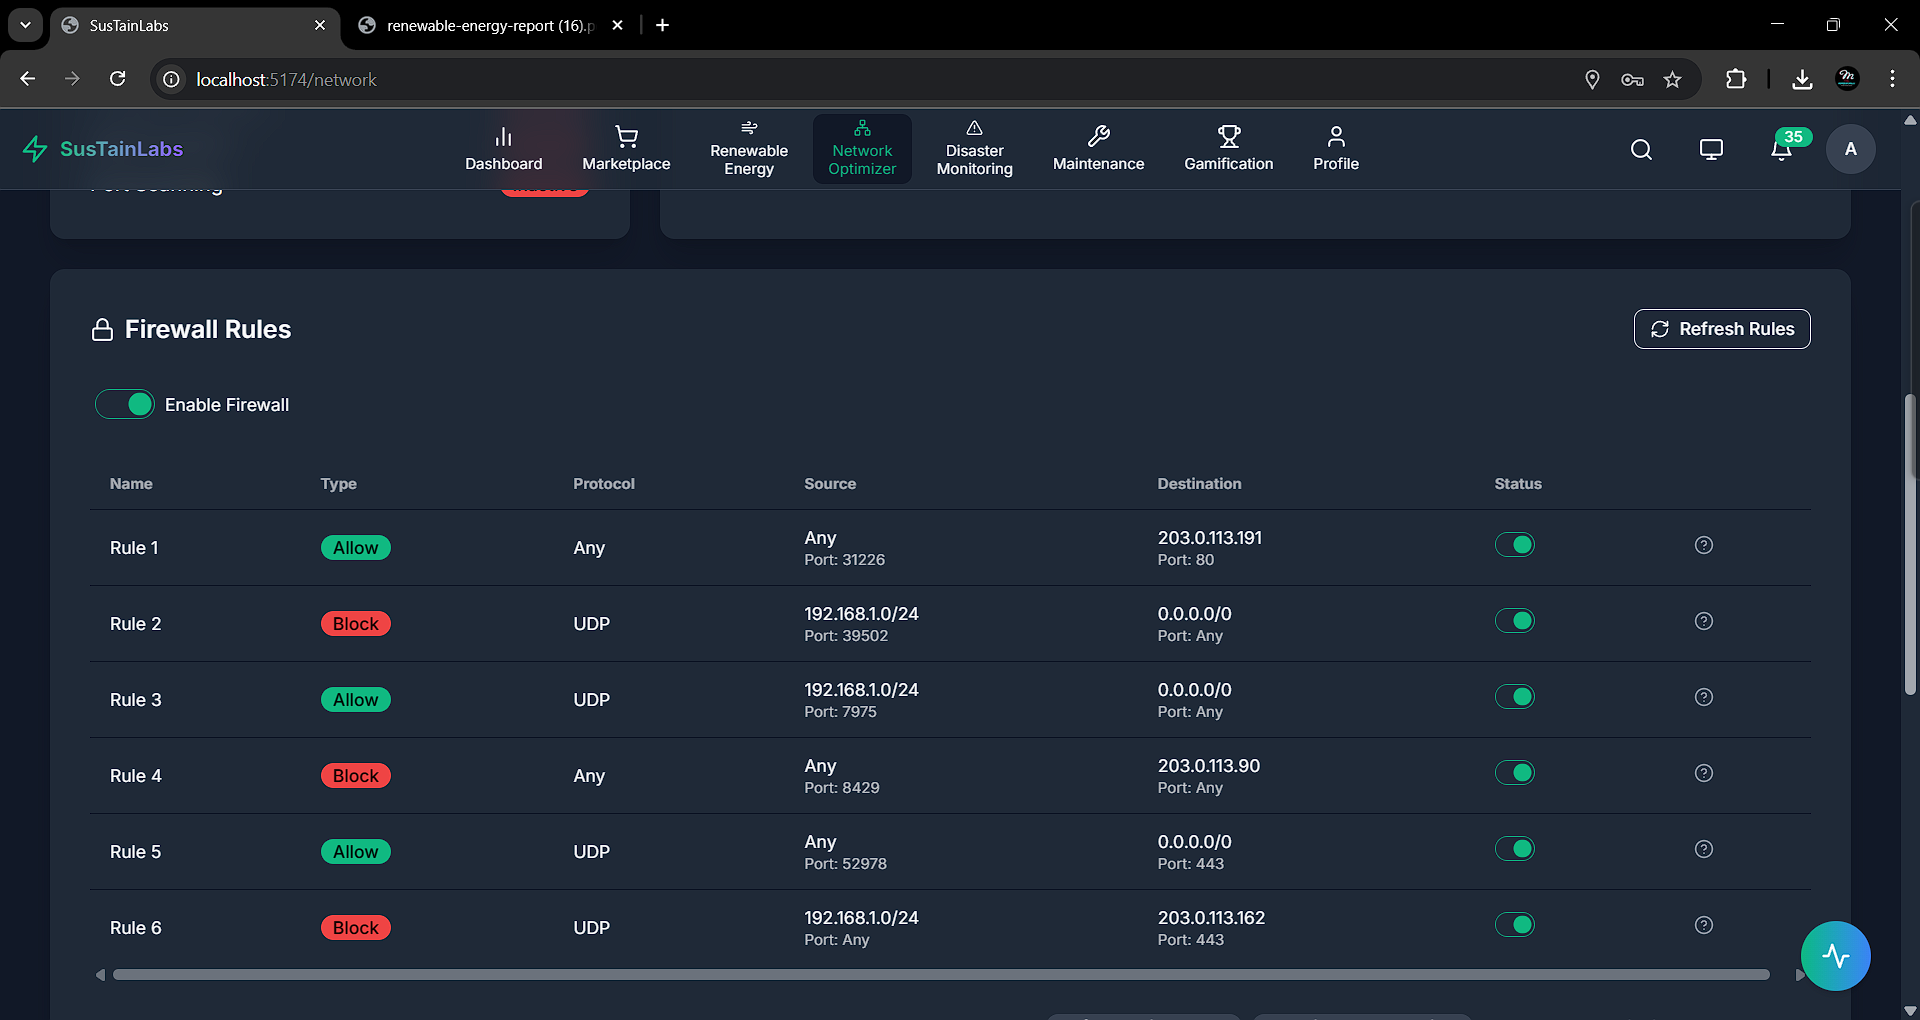 SusTainLabs
renewable-energy-report (16).p
localhost:5174/network
SusTainLabs
Dashboard
Marketplace
Renewable
Energy
Network
Optimizer
Disaster
Monitoring
Maintenance
Gamification
Profile
35
A
Firewall Rules
Refresh Rules
Enable Firewall
Name Type Protocol Source Destination Status
Rule 1 Allow Any Any 203.0.113.191
Port: 31226 Port: 80
Rule 2 Block UDP 192.168.1.0/24 0.0.0.0/0
Port: 39502 Port: Any
Rule 3 Allow UDP 192.168.1.0/24 0.0.0.0/0
Port: 7975 Port: Any
Rule 4 Block Any Any 203.0.113.90
Port: 8429 Port: Any
Rule 5 Allow UDP Any 0.0.0.0/0
Port: 52978 Port: 443
Rule 6 Block UDP 192.168.1.0/24 203.0.113.162
Port: Any Port: 443